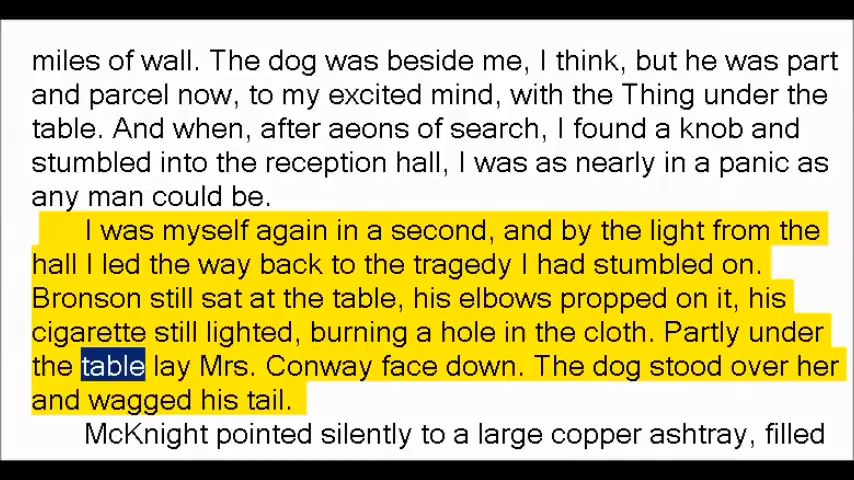 miles of wall. The dog was beside me, I think, but he was part
and parcel now, to my excited mind, with the Thing under the
table. And when, after aeons of search, I found a knob and
stumbled into the reception hall, I was as nearly in a panic as
any man could be.
I was myself again in a second, and by the light from the
hall I led the way back to the tragedy I had stumbled on.
Bronson still sat at the table, his elbows propped on it, his
cigarette still lighted, burning a hole in the cloth. Partly under
the table lay Mrs. Conway face down. The dog stood over her
and wagged his tail.
McKnight pointed silently to a large copper ashtray, filled